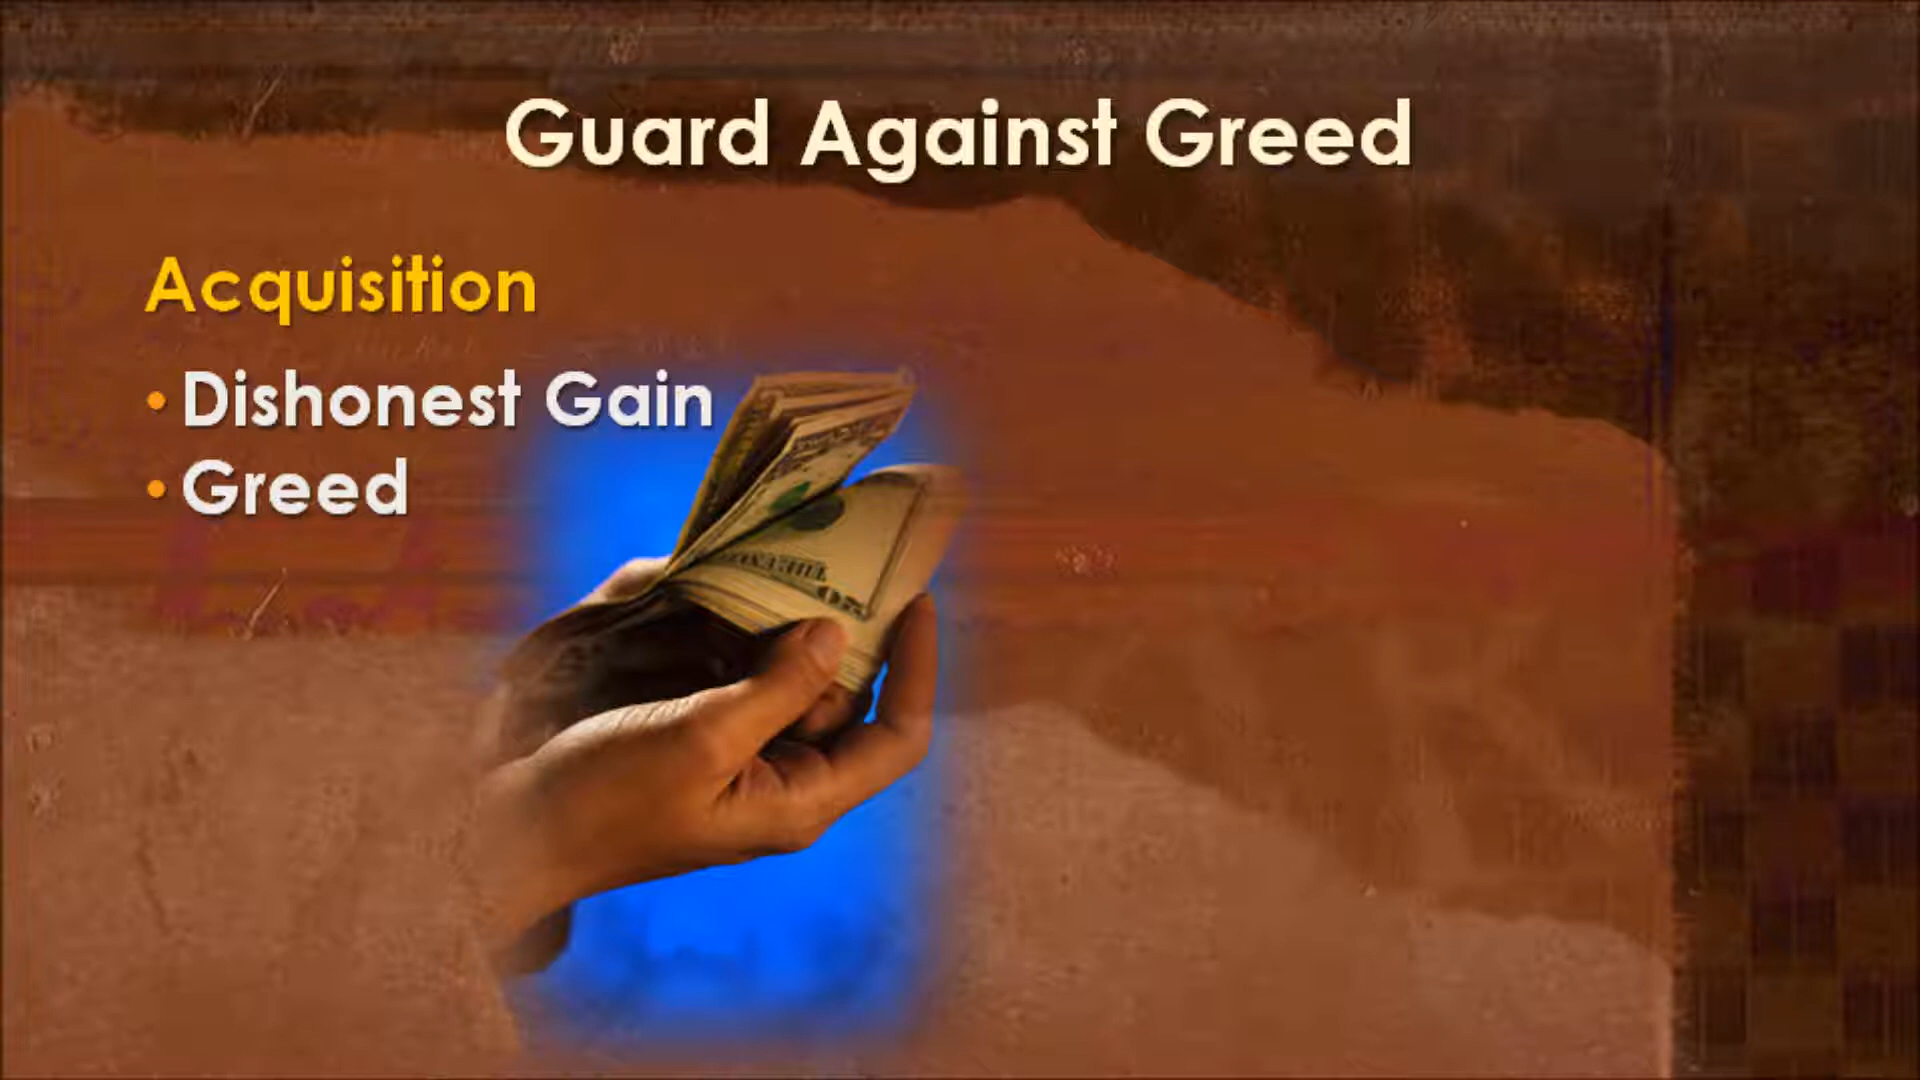 Guard Against Greed
Acquisition
• Dishonest Gain
• Greed